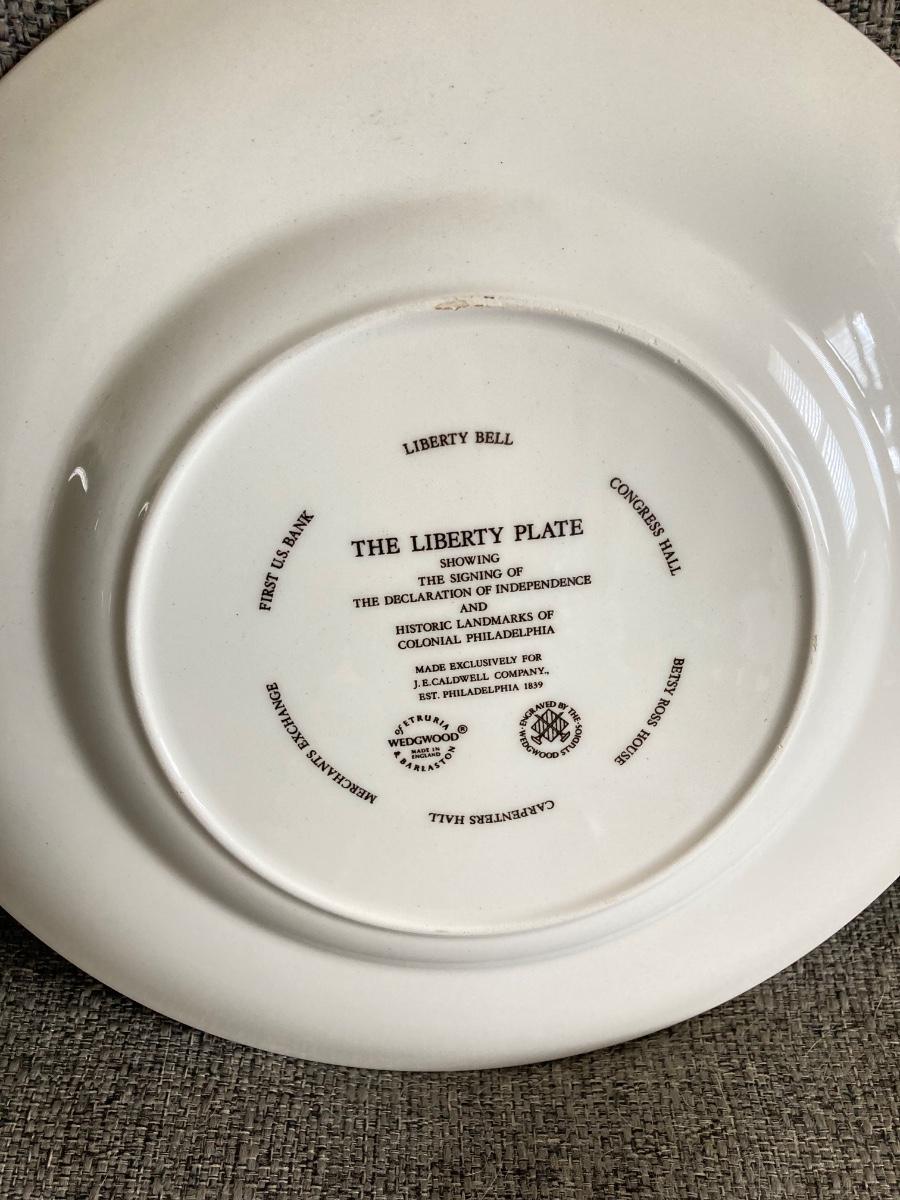 LIBERTY BELL
CONGRESS HALL
BETSY ROSS HOUSE
CARPENTERS HALL
MERCHANTS EXCHANGE
FIRST U.S. BANK
THE LIBERTY PLATE
SHOWING
THE SIGNING OF
THE DECLARATION OF INDEPENDENCE
AND
HISTORIC LANDMARKS OF
COLONIAL PHILADELPHIA
MADE EXCLUSIVELY FOR
J.E.CALDWELL COMPANY.,
EST. PHILADELPHIA 1839
of ETRURIA
WEDGWOOD®
MADE IN
ENGLAND
& BARLASTON
·ENGRAVED BY THE·
WEDGWOOD STUDIOS